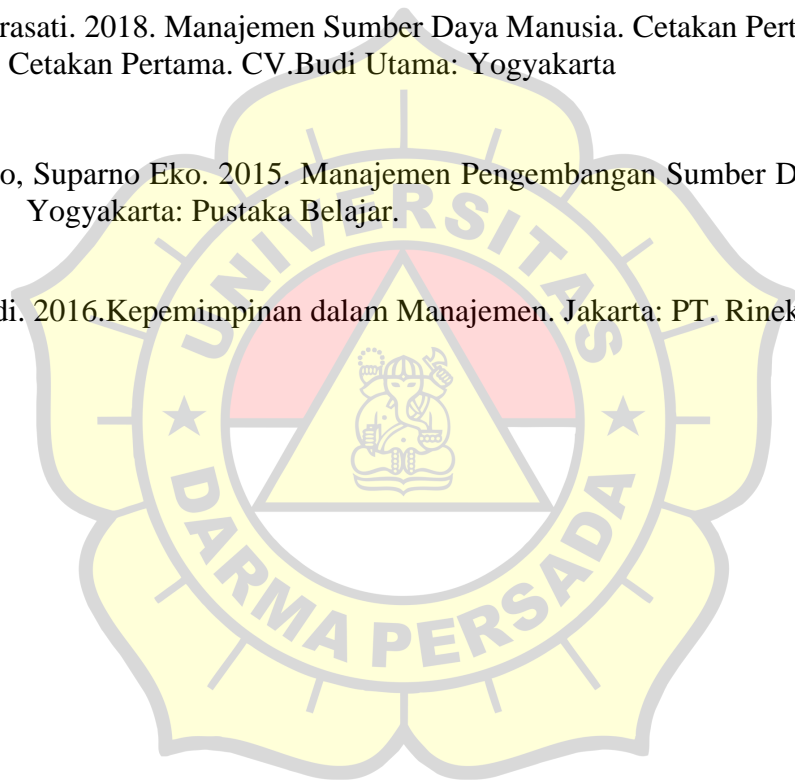 rasati. 2018. Manajemen Sumber Daya Manusia. Cetakan Pert
Cetakan Pertama. CV.Budi Utama: Yogyakarta
o, Suparno Eko. 2015. Manajemen Pengembangan Sumber D
Yogyakarta: Pustaka Belajar.
di. 2016.Kepemimpinan dalam Manajemen. Jakarta: PT. Rinek
UNIVERSITAS
DARMA PERSADA